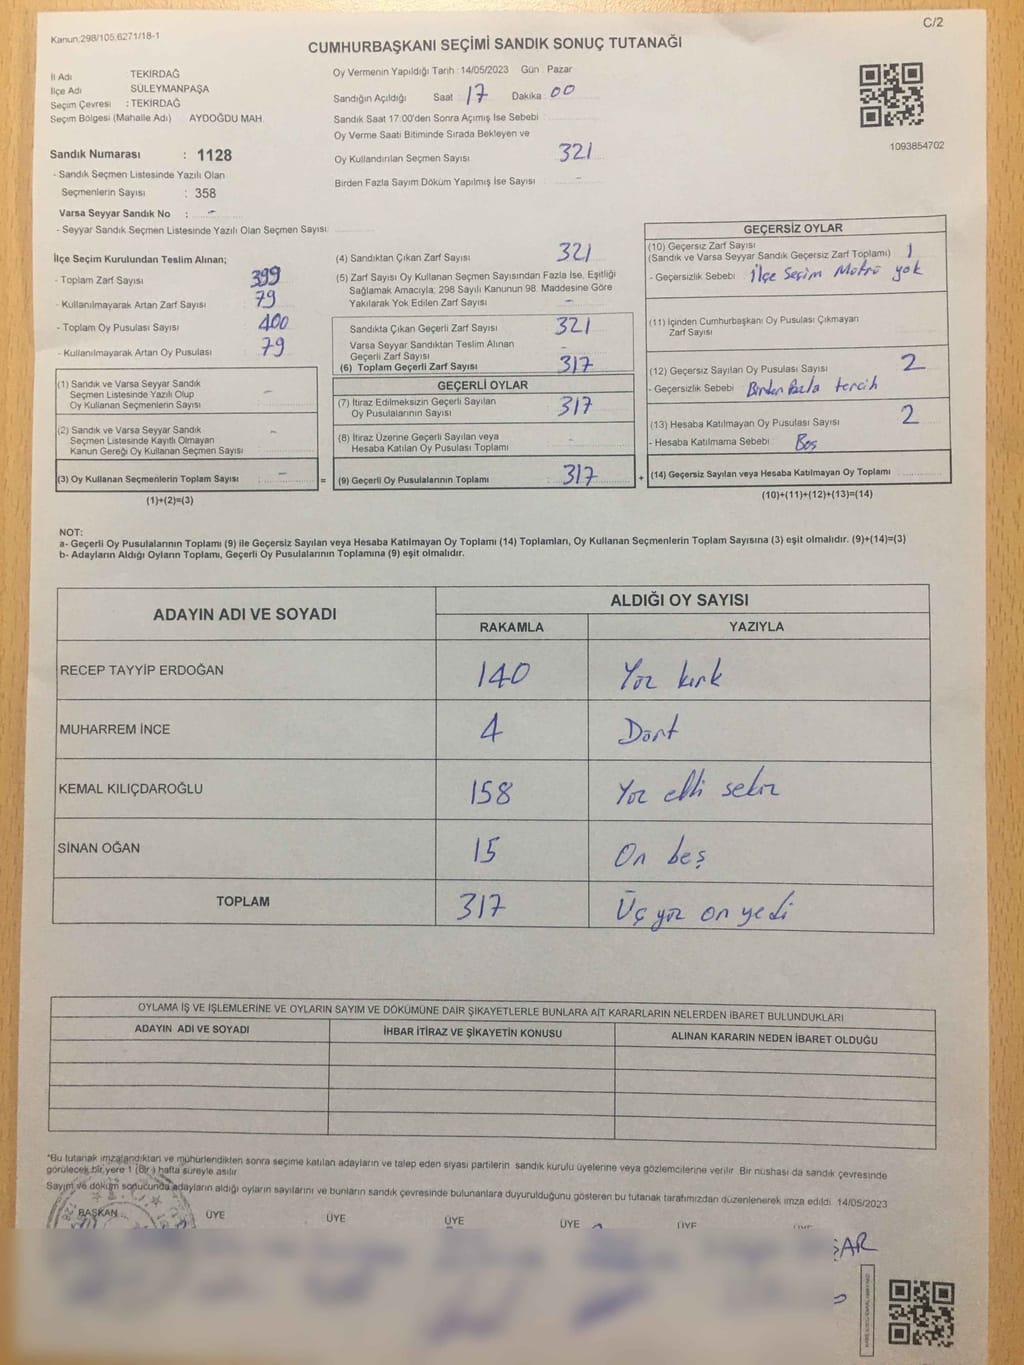 C/2
Kanun:298/105.6271/18-1
CUMHURBAŞKANI SEÇİMİ SANDIK SONUÇ TUTANAĞI
İl Adı TEKİRDAĞ
İlçe Adı SÜLEYMANPAŞA
Seçim Çevresi : TEKİRDAĞ
Seçim Bölgesi (Mahalle Adı) AYDOĞDU MAH.
Oy Vermenin Yapıldığı Tarih : 14/05/2023 Gün : Pazar
Sandığın Açıldığı Saat : 17 Dakika : 00
Sandık Saat 17:00'den Sonra Açımış İse Sebebi
Oy Verme Saati Bitiminde Sırada Bekleyen ve
Oy Kullandırılan Seçmen Sayısı 321
Birden Fazla Sayım Döküm Yapılmış İse Sayısı : -
1093854702
Sandık Numarası : 1128
- Sandık Seçmen Listesinde Yazılı Olan
Seçmenlerin Sayısı : 358
Varsa Seyyar Sandık No : -
- Seyyar Sandık Seçmen Listesinde Yazılı Olan Seçmen Sayısı:
İlçe Seçim Kurulundan Teslim Alınan;
- Toplam Zarf Sayısı 399
- Kullanılmayarak Artan Zarf Sayısı 79
- Toplam Oy Pusulası Sayısı 400
- Kullanılmayarak Artan Oy Pusulası 79
(4) Sandıktan Çıkan Zarf Sayısı 321
(5) Zarf Sayısı Oy Kullanan Seçmen Sayısından Fazla İse, Eşitliği
Sağlamak Amacıyla; 298 Sayılı Kanunun 98. Maddesine Göre
Yakılarak Yok Edilen Zarf Sayısı -
Sandıkta Çıkan Geçerli Zarf Sayısı 321
Varsa Seyyar Sandıktan Teslim Alınan
Geçerli Zarf Sayısı -
(6) Toplam Geçerli Zarf Sayısı 317
GEÇERSİZ OYLAR
(10) Geçersiz Zarf Sayısı
(Sandık ve Varsa Seyyar Sandık Geçersiz Zarf Toplamı) 1
- Geçersizlik Sebebi : İlçe Seçim Mührü yok
(11) İçinden Cumhurbaşkanı Oy Pusulası Çıkmayan
Zarf Sayısı
(12) Geçersiz Sayılan Oy Pusulası Sayısı 2
- Geçersizlik Sebebi : Birden fazla tercih
(13) Hesaba Katılmayan Oy Pusulası Sayısı 2
- Hesaba Katılmama Sebebi : Boş
(14) Geçersiz Sayılan veya Hesaba Katılmayan Oy Toplamı
(10)+(11)+(12)+(13)=(14)
(1) Sandık ve Varsa Seyyar Sandık
Seçmen Listesinde Yazılı Olup
Oy Kullanan Seçmenlerin Sayısı -
(2) Sandık ve Varsa Seyyar Sandık
Seçmen Listesinde Kayıtlı Olmayan
Kanun Gereği Oy Kullanan Seçmen Sayısı -
(3) Oy Kullanan Seçmenlerin Toplam Sayısı : - =
(1)+(2)=(3)
GEÇERLİ OYLAR
(7) İtiraz Edilmeksizin Geçerli Sayılan
Oy Pusulalarının Sayısı 317
(8) İtiraz Üzerine Geçerli Sayılan veya
Hesaba Katılan Oy Pusulası Toplamı -
(9) Geçerli Oy Pusulalarının Toplamı : 317 +
NOT:
a- Geçerli Oy Pusulalarının Toplamı (9) ile Geçersiz Sayılan veya Hesaba Katılmayan Oy Toplamı (14) Toplamları, Oy Kullanan Seçmenlerin Toplam Sayısına (3) eşit olmalıdır. (9)+(14)=(3)
b- Adayların Aldığı Oyların Toplamı, Geçerli Oy Pusulalarının Toplamına (9) eşit olmalıdır.
ADAYIN ADI VE SOYADI ALDIĞI OY SAYISI
RAKAMLA YAZIYLA
RECEP TAYYİP ERDOĞAN 140 Yüz kırk
MUHARREM İNCE 4 Dört
KEMAL KILIÇDAROĞLU 158 Yüz elli sekiz
SİNAN OĞAN 15 On beş
TOPLAM 317 Üç yüz on yedi
OYLAMA İŞ VE İŞLEMLERİNE VE OYLARIN SAYIM VE DÖKÜMÜNE DAİR ŞİKAYETLERLE BUNLARA AİT KARARLARIN NELERDEN İBARET BULUNDUKLARI
ADAYIN ADI VE SOYADI İHBAR İTİRAZ VE ŞİKAYETİN KONUSU ALINAN KARARIN NEDEN İBARET OLDUĞU
*Bu tutanak imzalandıktan ve mühürlendikten sonra seçime katılan adayların ve talep eden siyasi partilerin sandık kurulu üyelerine veya gözlemcilerine verilir. Bir nüshası da sandık çevresinde
görülecek bir yere 1 (Bir) hafta süreyle asılır.
Sayım ve döküm sonucunda adayların aldığı oyların sayılarını ve bunların sandık çevresinde bulunanlara duyurulduğunu gösteren bu tutanak tarafımızdan düzenlenerek imza edildi. 14/05/2023
BAŞKAN ÜYE ÜYE ÜYE ÜYE ÜYE ÜYE